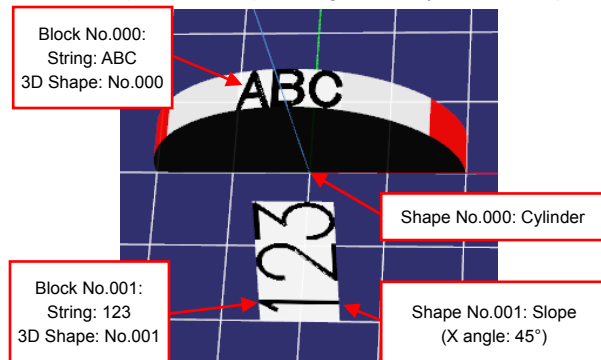 Block No.000:
String: ABC
3D Shape: No.000
ABC
Shape No.000: Cylinder
123
Block No.001:
String: 123
3D Shape: No.001
Shape No.001: Slope
(X angle: 45°)